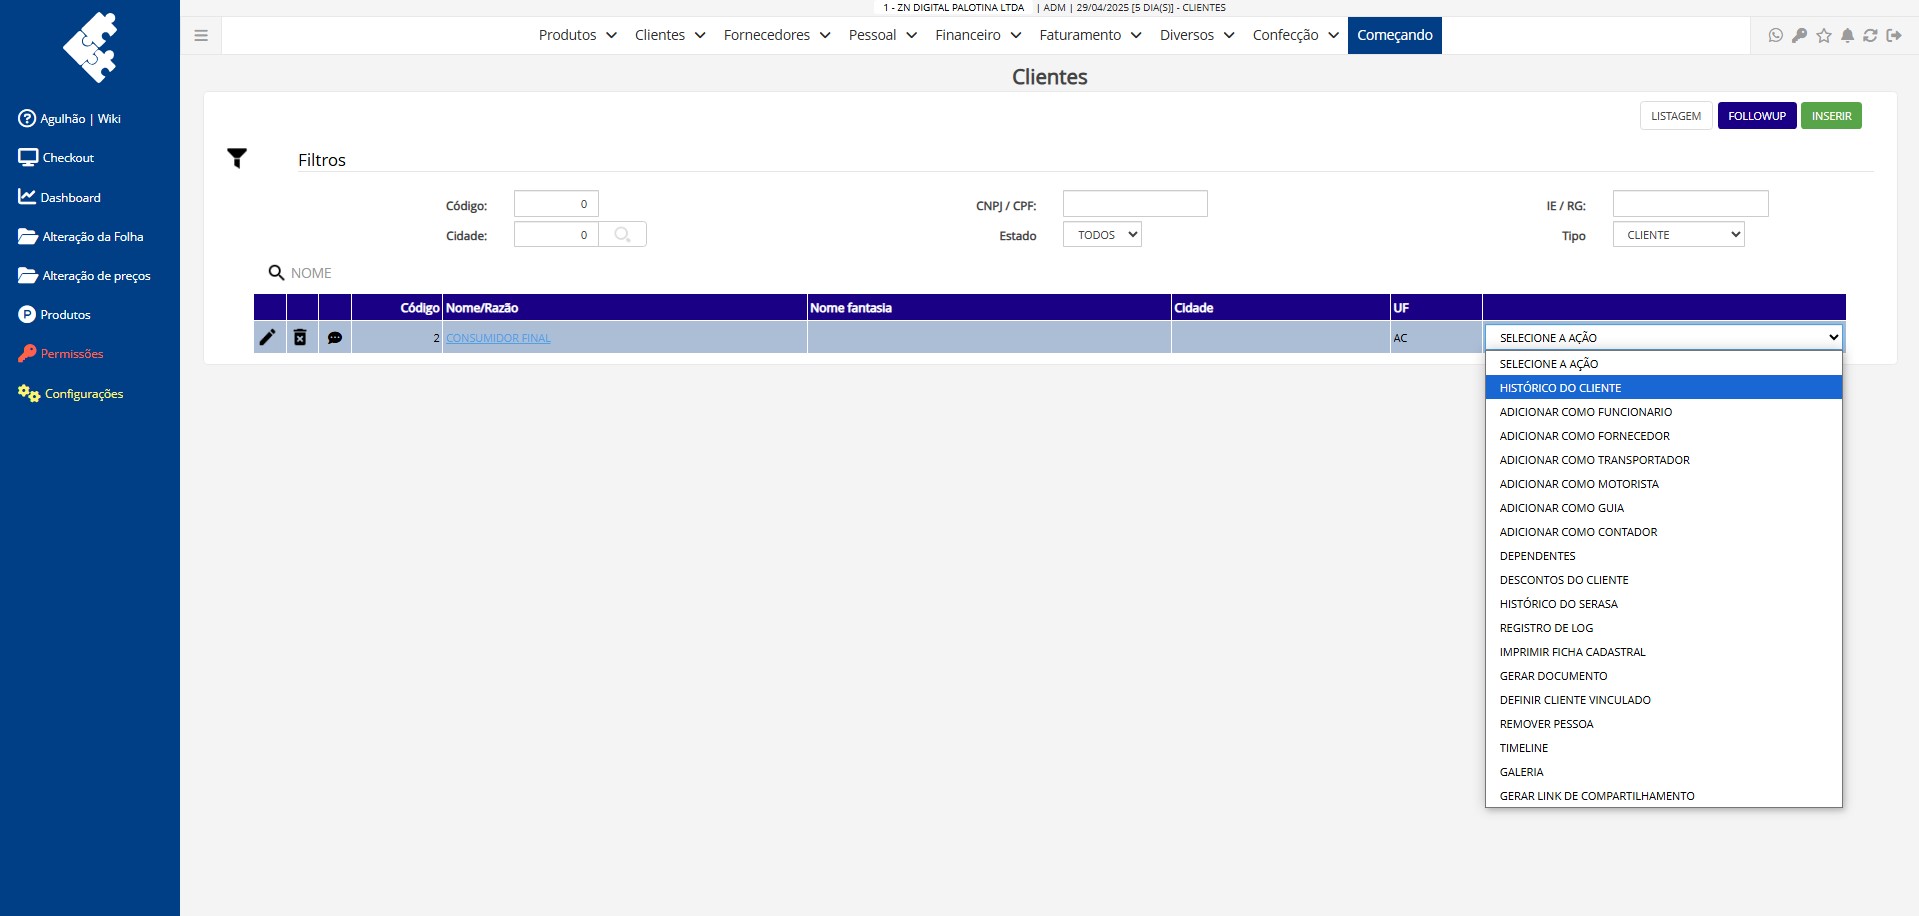 1 - ZN DIGITAL PALOTINA LTDA | ADM | 29/04/2025 [5 DIA(S)] - CLIENTES
Produtos Clientes Fornecedores Pessoal Financeiro Faturamento Diversos Confecção Começando
Agulhão | Wiki
Checkout
Dashboard
Alteração da Folha
Alteração de preços
Produtos
Permissões
Configurações
Clientes
LISTAGEM FOLLOWUP INSERIR
Filtros
Código: 0 CNPJ / CPF: IE / RG:
Cidade: 0 Estado TODOS Tipo CLIENTE
NOME
Código Nome/Razão Nome fantasia Cidade UF
2 CONSUMIDOR FINAL AC SELECIONE A AÇÃO
SELECIONE A AÇÃO
HISTÓRICO DO CLIENTE
ADICIONAR COMO FUNCIONARIO
ADICIONAR COMO FORNECEDOR
ADICIONAR COMO TRANSPORTADOR
ADICIONAR COMO MOTORISTA
ADICIONAR COMO GUIA
ADICIONAR COMO CONTADOR
DEPENDENTES
DESCONTOS DO CLIENTE
HISTÓRICO DO SERASA
REGISTRO DE LOG
IMPRIMIR FICHA CADASTRAL
GERAR DOCUMENTO
DEFINIR CLIENTE VINCULADO
REMOVER PESSOA
TIMELINE
GALERIA
GERAR LINK DE COMPARTILHAMENTO